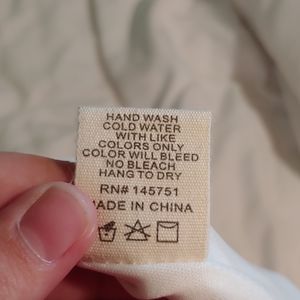 HAND WASH
COLD WATER
WITH LIKE
COLORS ONLY
COLOR WILL BLEED
NO BLEACH
HANG TO DRY
RN# 145751
MADE IN CHINA